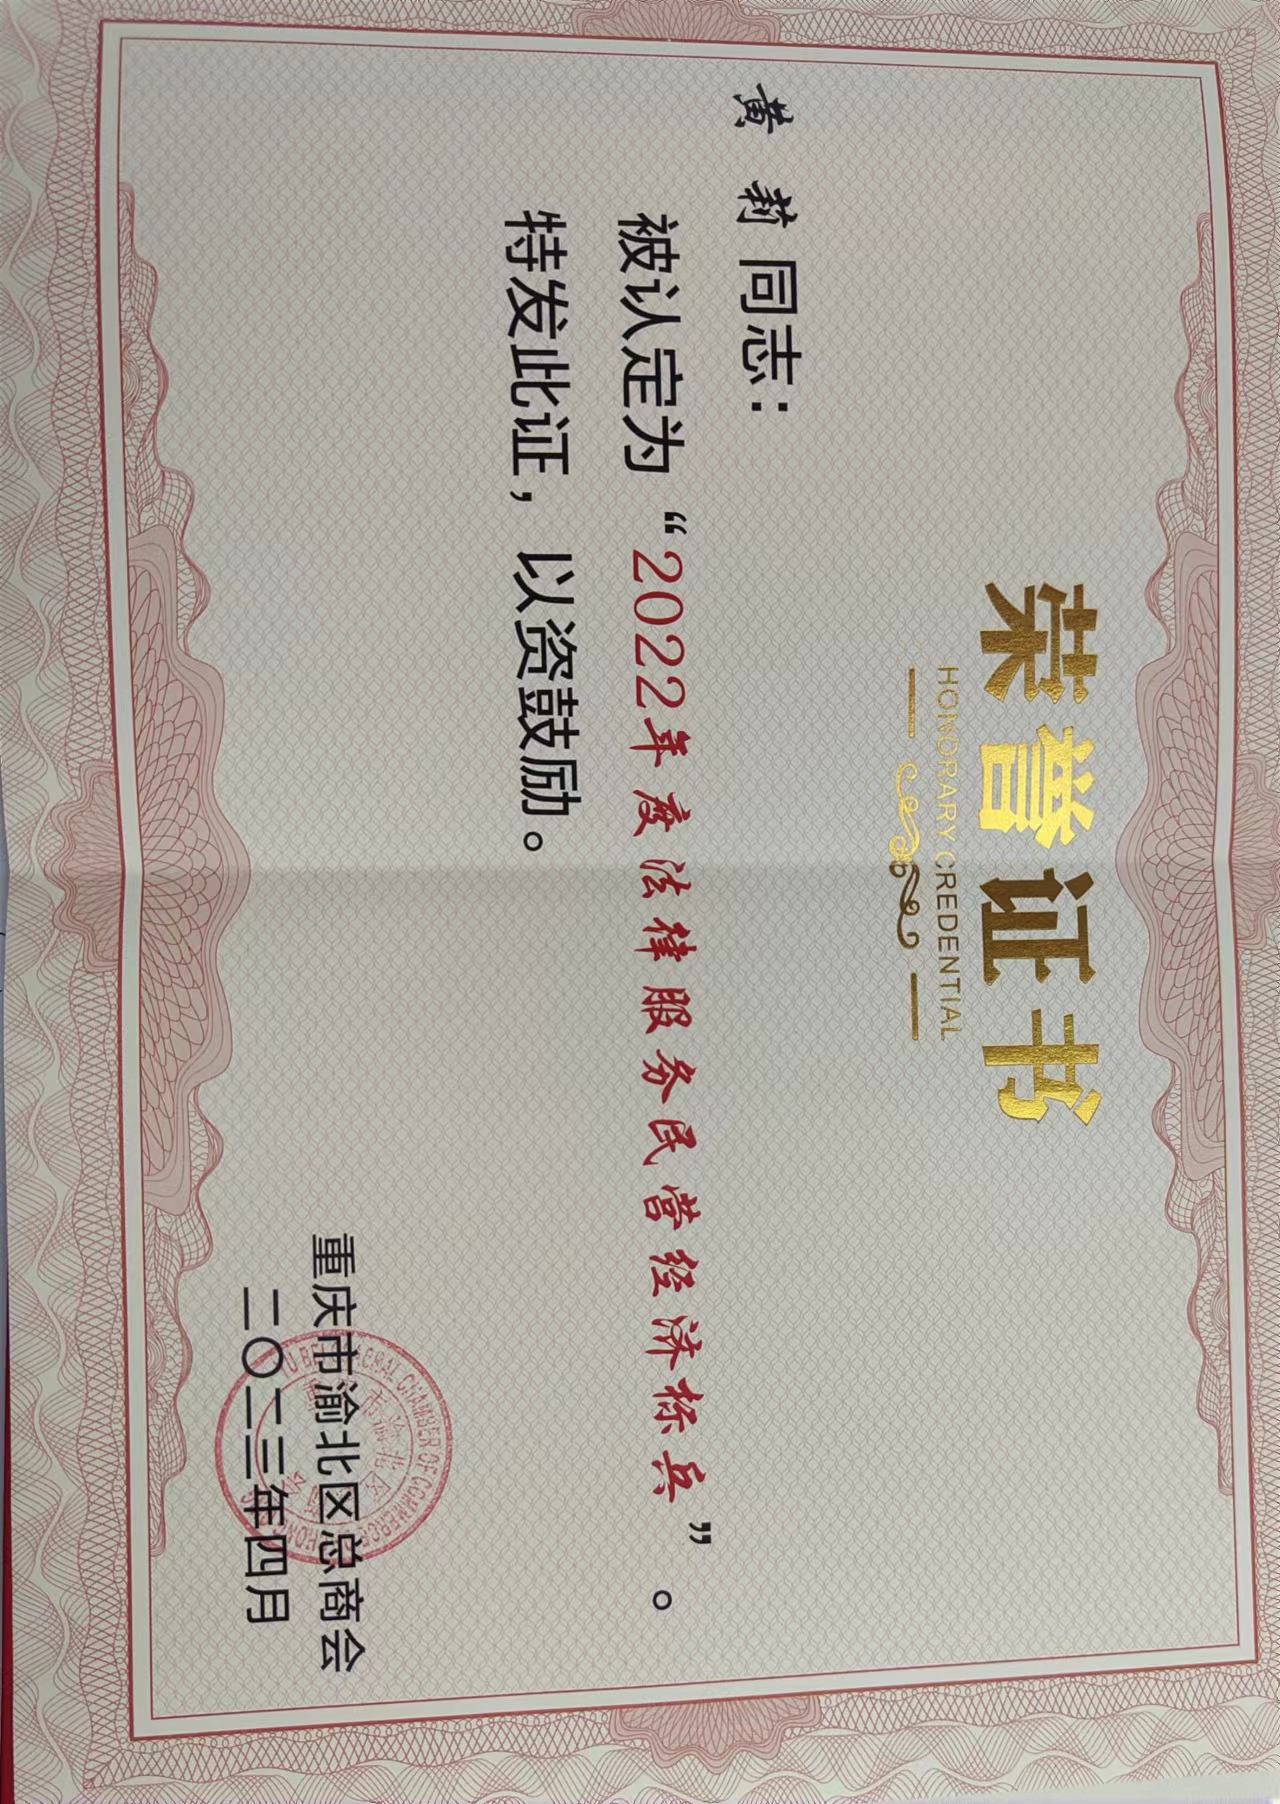 荣誉证书
HONORARY CREDENTIAL
黄莉同志：
被认定为“2022年度法律服务民营经济标兵”。
特发此证，以资鼓励。
重庆市渝北区总商会
二〇二三年四月